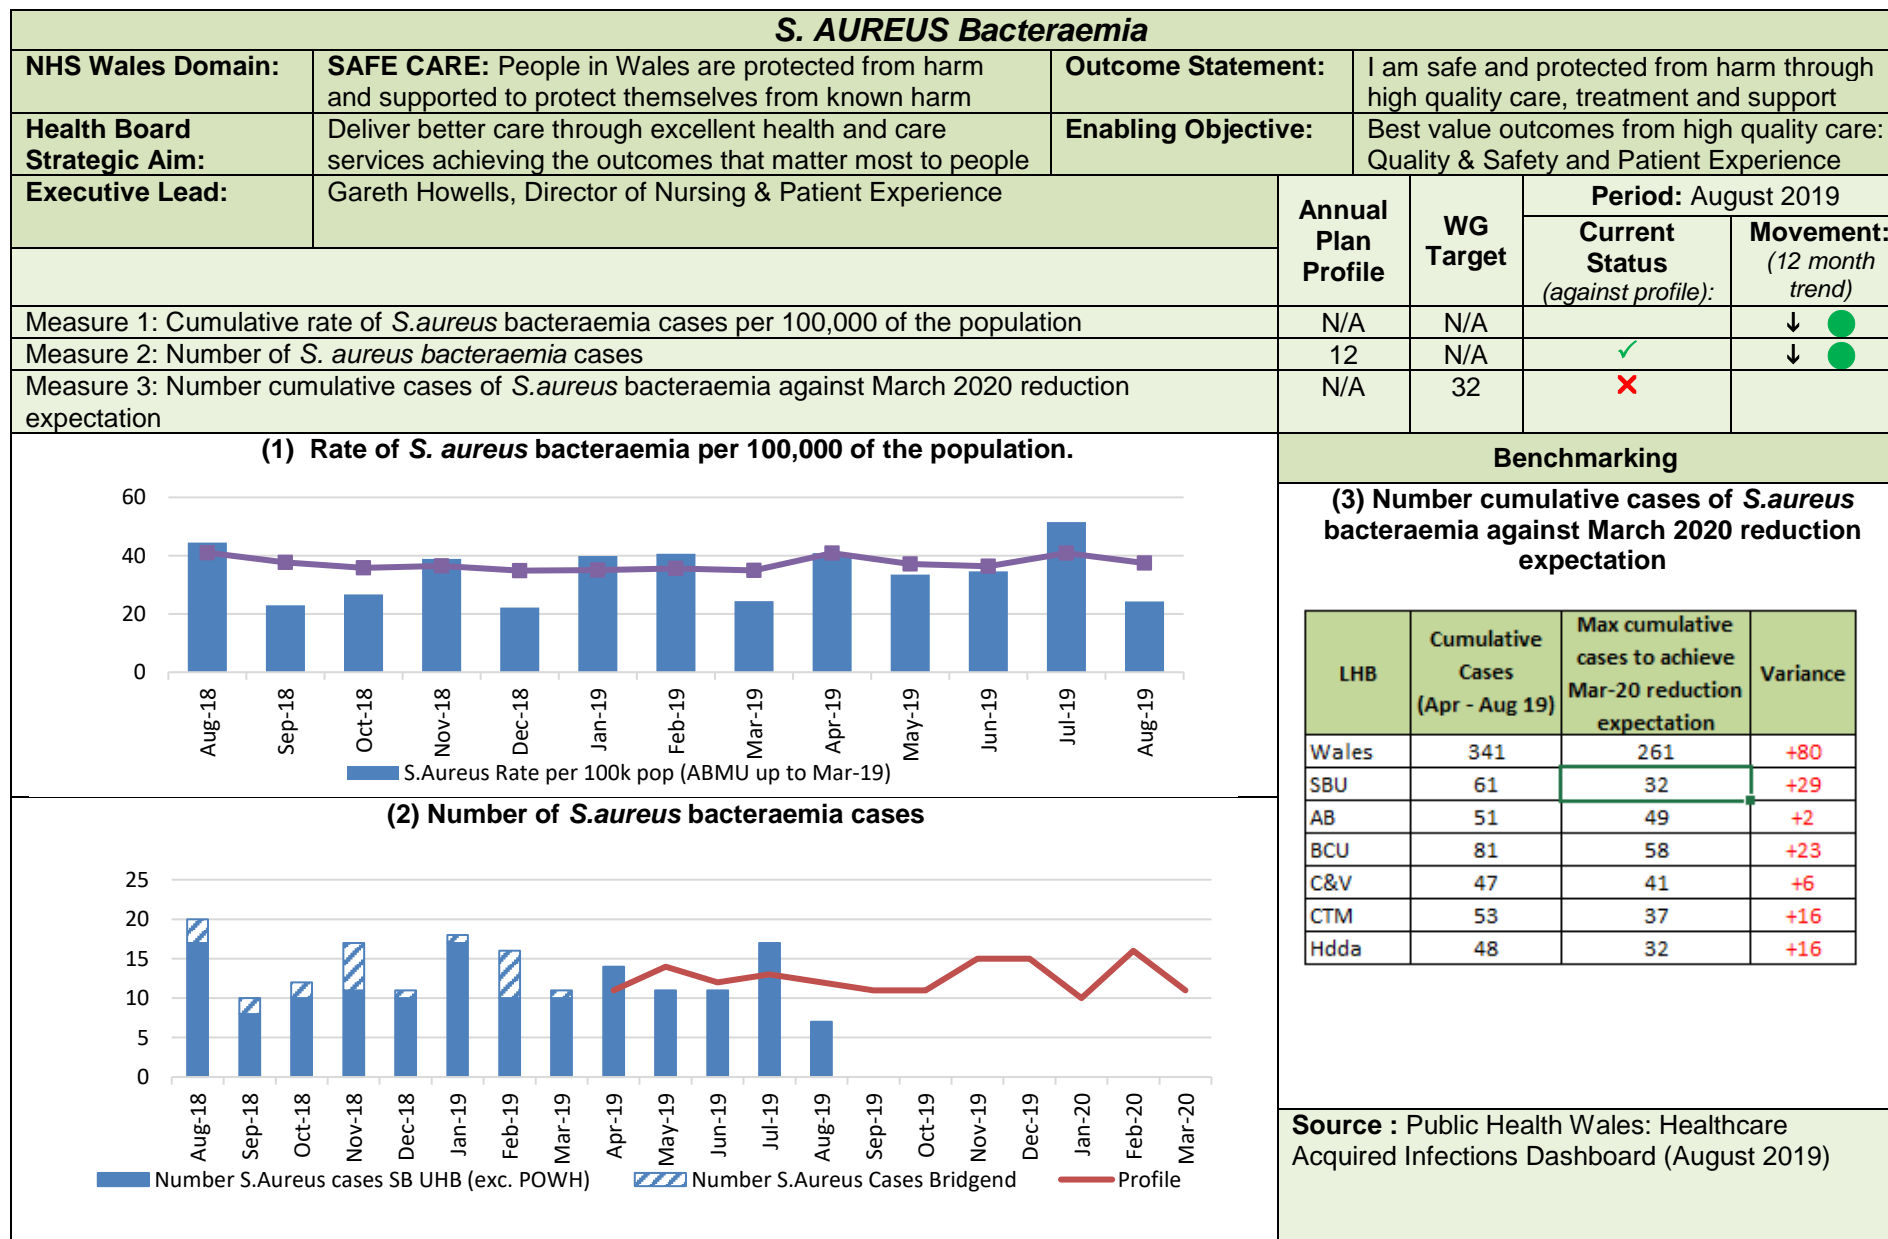 S. AUREUS Bacteraemia
NHS Wales Domain:
SAFE CARE: People in Wales are protected from harm
and supported to protect themselves from known harm
Outcome Statement:
I am safe and protected from harm through
high quality care, treatment and support
Health Board
Strategic Aim:
Deliver better care through excellent health and care
services achieving the outcomes that matter most to people
Enabling Objective:
Best value outcomes from high quality care:
Quality & Safety and Patient Experience
Executive Lead:
Gareth Howells, Director of Nursing & Patient Experience
Annual
Plan
Profile
WG
Target
Period: August 2019
Current
Status
(against profile):
Movement:
(12 month
trend)
Measure 1: Cumulative rate of S.aureus bacteraemia cases per 100,000 of the population
N/A
N/A
↓
Measure 2: Number of S. aureus bacteraemia cases
12
N/A
✓
↓
Measure 3: Number cumulative cases of S.aureus bacteraemia against March 2020 reduction
expectation
N/A
32
✖
(1) Rate of S. aureus bacteraemia per 100,000 of the population.
60
40
20
0
Aug-18
Sep-18
Oct-18
Nov-18
Dec-18
Jan-19
Feb-19
Mar-19
Apr-19
May-19
Jun-19
Jul-19
Aug-19
S.Aureus Rate per 100k pop (ABMU up to Mar-19)
(2) Number of S.aureus bacteraemia cases
25
20
15
10
5
0
Aug-18
Sep-18
Oct-18
Nov-18
Dec-18
Jan-19
Feb-19
Mar-19
Apr-19
May-19
Jun-19
Jul-19
Aug-19
Sep-19
Oct-19
Nov-19
Dec-19
Jan-20
Feb-20
Mar-20
Number S.Aureus cases SB UHB (exc. POWH)
Number S.Aureus Cases Bridgend
Profile
Benchmarking
(3) Number cumulative cases of S.aureus
bacteraemia against March 2020 reduction
expectation
LHB
Cumulative
Cases
(Apr - Aug 19)
Max cumulative
cases to achieve
Mar-20 reduction
expectation
Variance
Wales 341 261 +80
SBU 61 32 +29
AB 51 49 +2
BCU 81 58 +23
C&V 47 41 +6
CTM 53 37 +16
Hdda 48 32 +16
Source : Public Health Wales: Healthcare
Acquired Infections Dashboard (August 2019)